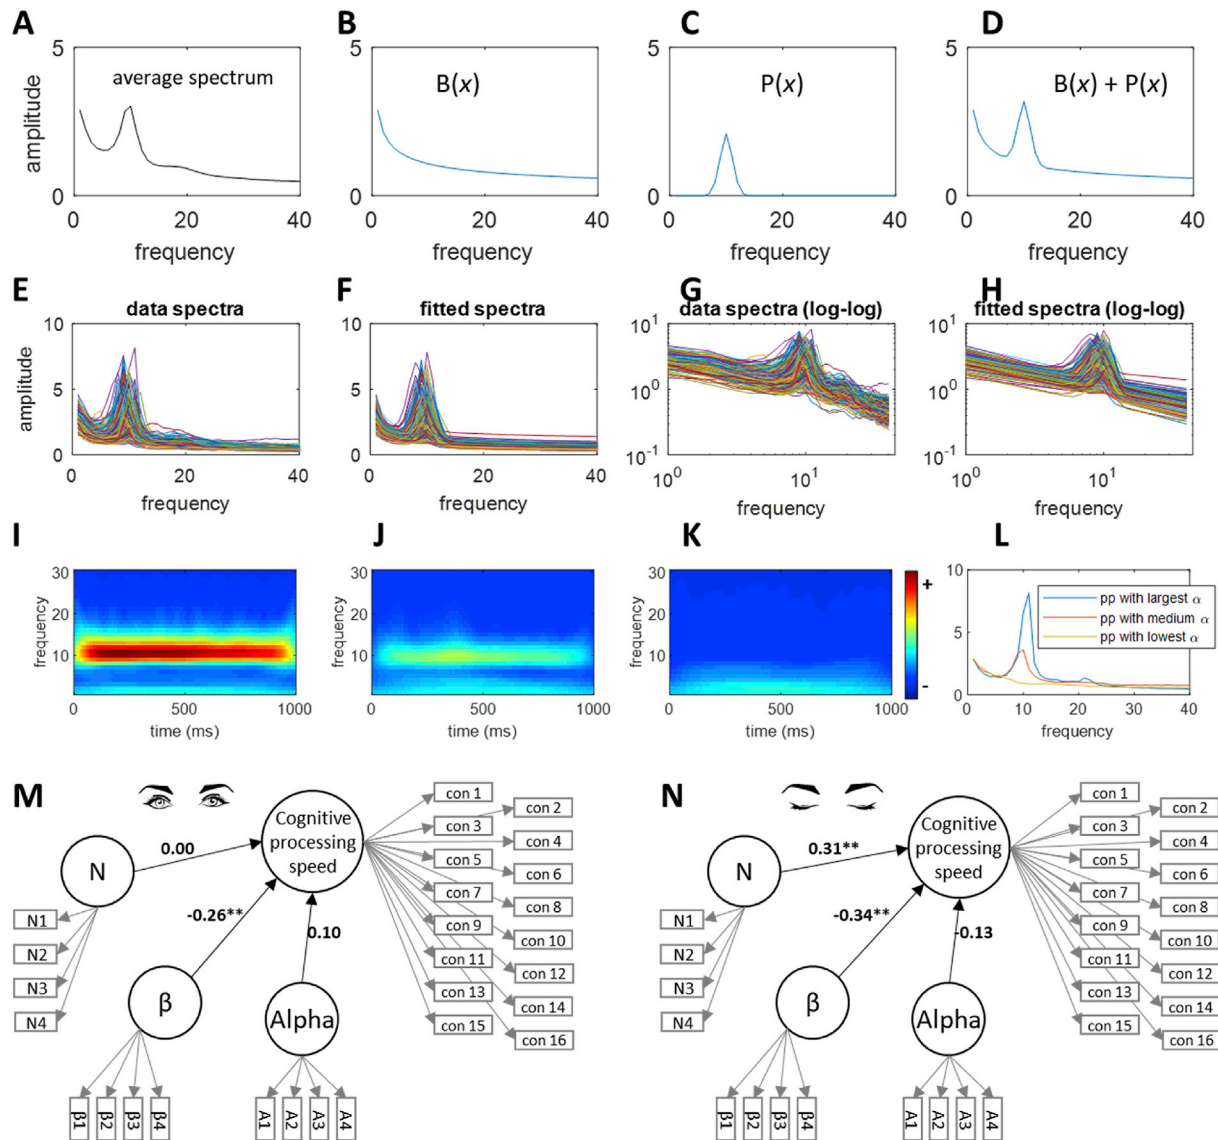 A
B
C
D
5
average spectrum
amplitude
0
0
20
40
frequency
5
B(x)
0
0
20
40
frequency
5
P(x)
0
0
20
40
frequency
5
B(x) + P(x)
0
0
20
40
frequency
E
data spectra
10
5
0
amplitude
0
20
40
frequency
F
fitted spectra
10
5
0
0
20
40
frequency
G
data spectra (log-log)
10^1
10^0
10^-1
10^0
10^1
frequency
H
fitted spectra (log-log)
10^1
10^0
10^-1
10^0
10^1
frequency
I
30
20
10
frequency
0
500
1000
time (ms)
J
30
20
10
frequency
0
500
1000
time (ms)
K
30
20
10
frequency
0
500
1000
time (ms)
+
-
L
10
5
0
pp with largest α
pp with medium α
pp with lowest α
0
10
20
30
40
frequency
M
Cognitive
processing
speed
N
0.00
-0.26**
0.10
β
Alpha
N1
N2
N3
N4
β1
β2
β3
β4
A1
A2
A3
A4
con 1
con 2
con 3
con 4
con 5
con 6
con 7
con 8
con 9
con 10
con 11
con 12
con 13
con 14
con 15
con 16
N
Cognitive
processing
speed
N
0.31**
-0.34**
-0.13
β
Alpha
N1
N2
N3
N4
β1
β2
β3
β4
A1
A2
A3
A4
con 1
con 2
con 3
con 4
con 5
con 6
con 7
con 8
con 9
con 10
con 11
con 12
con 13
con 14
con 15
con 16